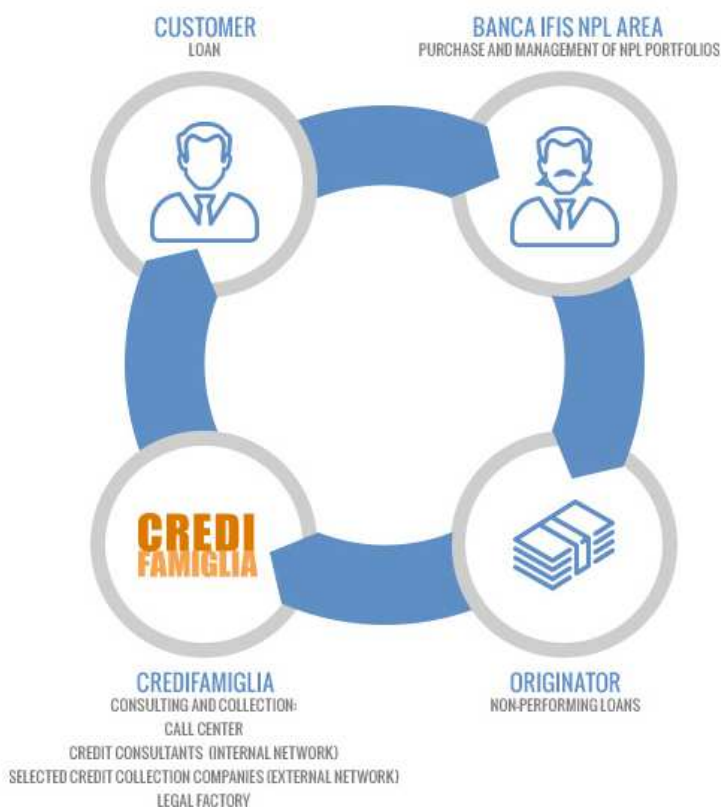 CUSTOMER
LOAN
BANCA IFIS NPL AREA
PURCHASE AND MANAGEMENT OF NPL PORTFOLIOS
CREDI
FAMIGLIA
CREDIFAMIGLIA
CONSULTING AND COLLECTION:
CALL CENTER
CREDIT CONSULTANTS (INTERNAL NETWORK)
SELECTED CREDIT COLLECTION COMPANIES (EXTERNAL NETWORK)
LEGAL FACTORY
ORIGINATOR
NON-PERFORMING LOANS